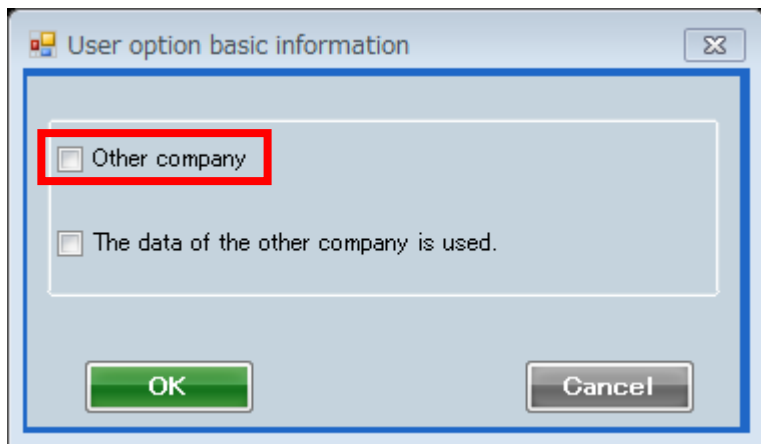 User option basic information
Other company
The data of the other company is used.
OK
Cancel